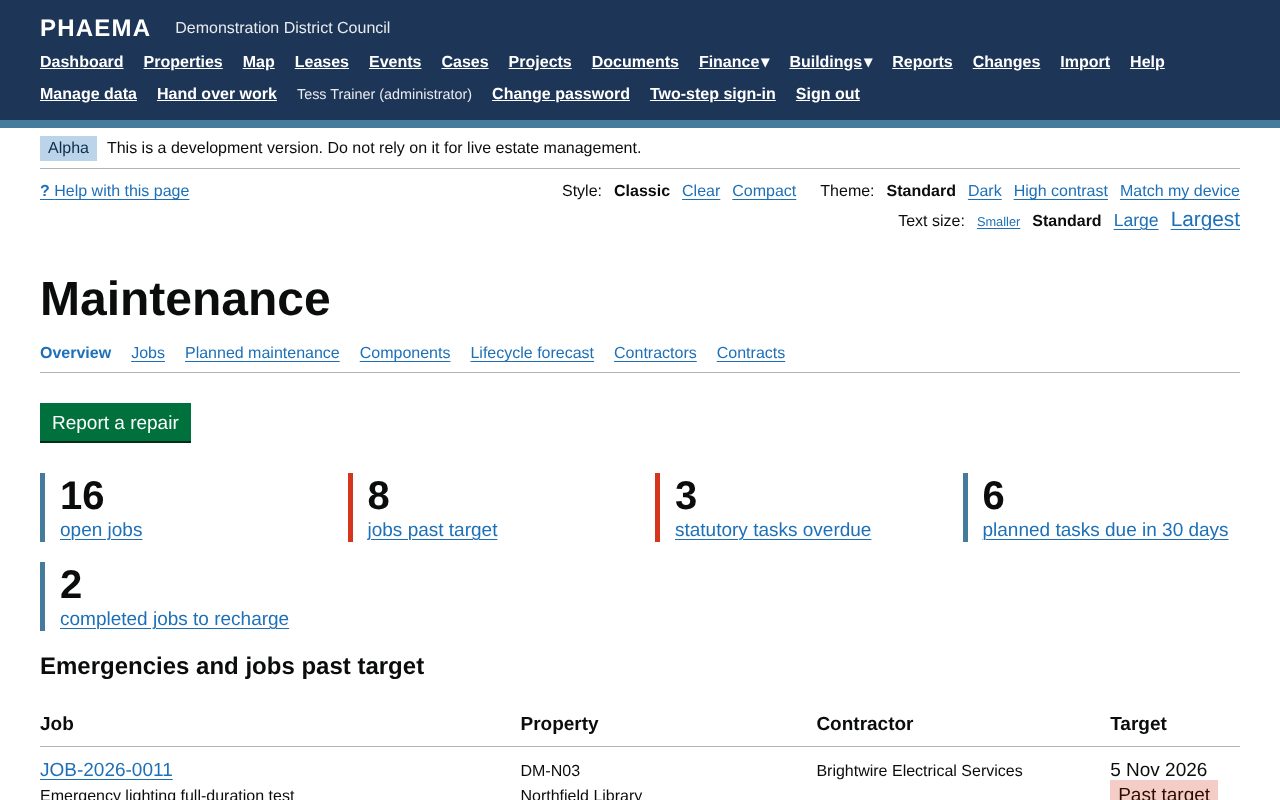 PHAEMA Demonstration District Council
Dashboard Properties Map Leases Events Cases Projects Documents Finance▾ Buildings▾ Reports Changes Import Help
Manage data Hand over work Tess Trainer (administrator) Change password Two-step sign-in Sign out
Alpha This is a development version. Do not rely on it for live estate management.
? Help with this page Style: Classic Clear Compact Theme: Standard Dark High contrast Match my device
Text size: Smaller Standard Large Largest
Maintenance
Overview Jobs Planned maintenance Components Lifecycle forecast Contractors Contracts
Report a repair
16 8 3 6
open jobs jobs past target statutory tasks overdue planned tasks due in 30 days
2
completed jobs to recharge
Emergencies and jobs past target
Job Property Contractor Target
JOB-2026-0011 DM-N03 Brightwire Electrical Services 5 Nov 2026
Emergency lighting full-duration test Northfield Library Past target